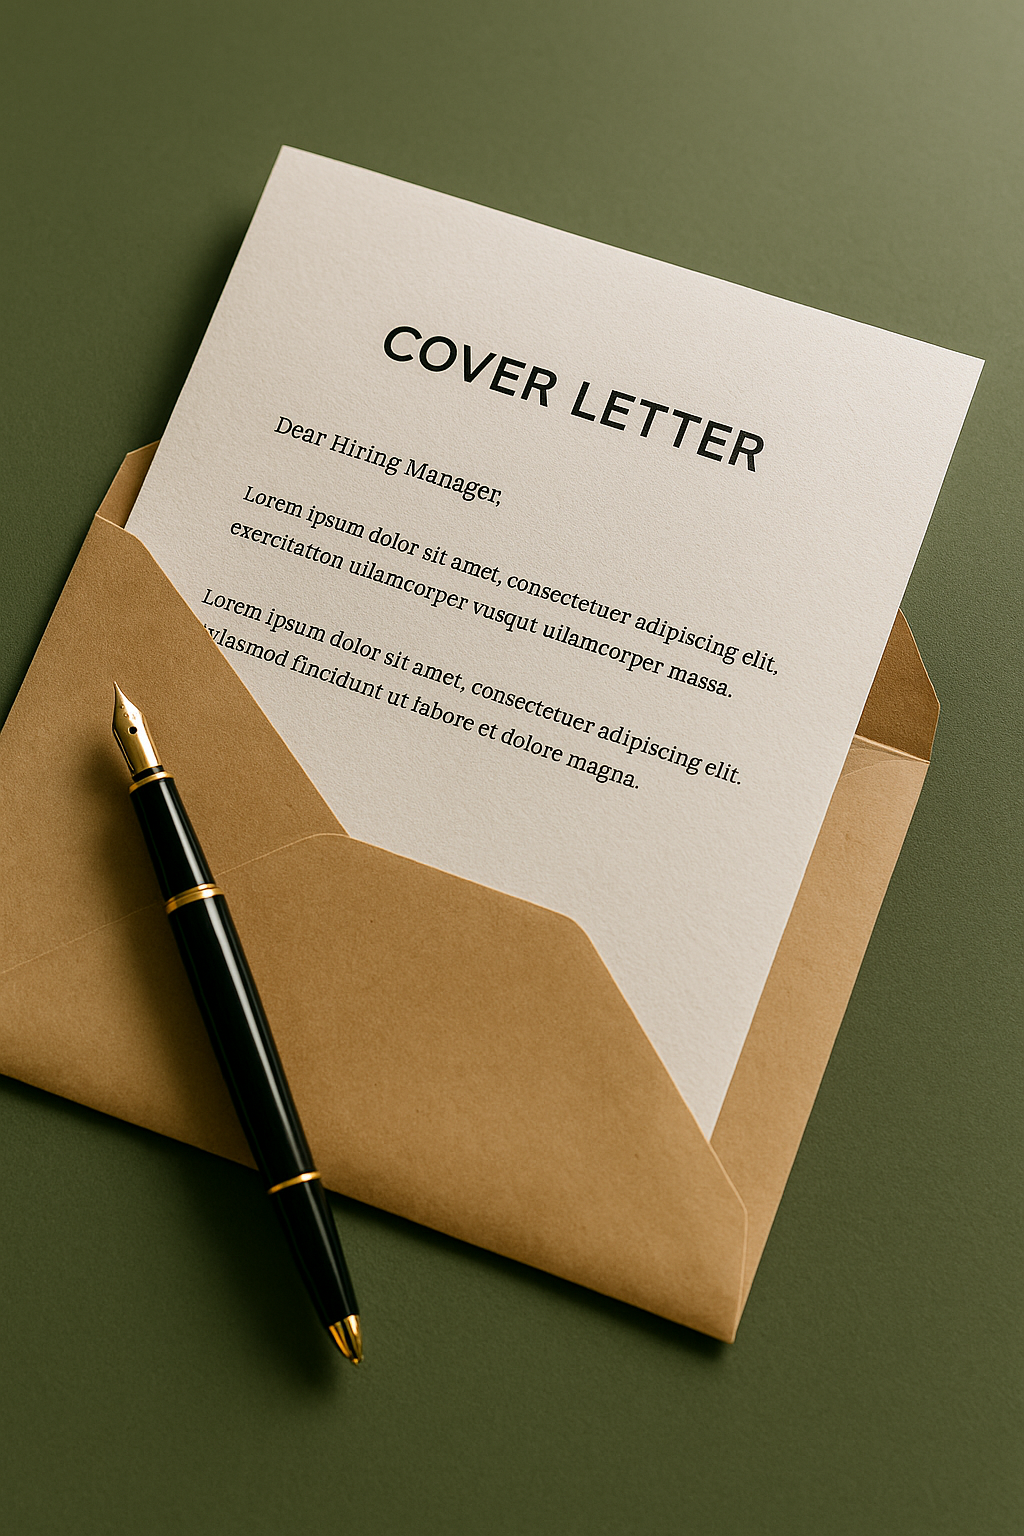 COVER LETTER
Dear Hiring Manager,
Lorem ipsum dolor sit amet, consectetuer adipiscing elit,
exercitatton uilamcorper vusqut uilamcorper massa.
Lorem ipsum dolor sit amet, consectetuer adipiscing elit.
fincidunt ut fabore et dolore magna.